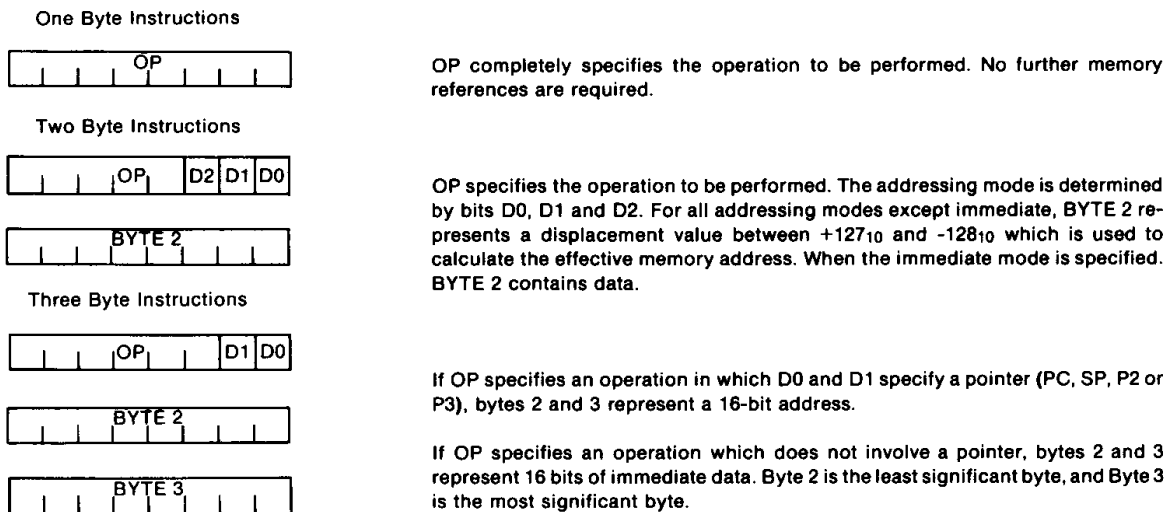 One Byte Instructions
OP
OP completely specifies the operation to be performed. No further memory
references are required.
Two Byte Instructions
OP D2 D1 D0
BYTE 2
OP specifies the operation to be performed. The addressing mode is determined
by bits D0, D1 and D2. For all addressing modes except immediate, BYTE 2 re-
presents a displacement value between +127₁₀ and -128₁₀ which is used to
calculate the effective memory address. When the immediate mode is specified.
BYTE 2 contains data.
Three Byte Instructions
OP D1 D0
BYTE 2
BYTE 3
If OP specifies an operation in which D0 and D1 specify a pointer (PC, SP, P2 or
P3), bytes 2 and 3 represent a 16-bit address.
If OP specifies an operation which does not involve a pointer, bytes 2 and 3
represent 16 bits of immediate data. Byte 2 is the least significant byte, and Byte 3
is the most significant byte.